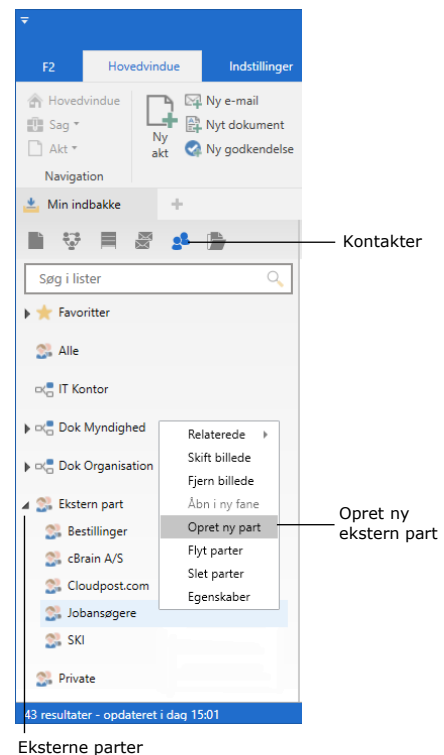 F2 Hovedvindue Indstillinger
Hovedvindue
Sag
Akt
Navigation
Ny akt
Ny e-mail
Nyt dokument
Ny godkendelse
Min indbakke
Kontakter
Søg i lister
Favoritter
Alle
IT Kontor
Dok Myndighed
Dok Organisation
Ekstern part
Bestillinger
cBrain A/S
Cloudpost.com
Jobansøgere
SKI
Private
Relaterede
Skift billede
Fjern billede
Åbn i ny fane
Opret ny part
Flyt parter
Slet parter
Egenskaber
Opret ny
ekstern part
43 resultater - opdateret i dag 15:01
Eksterne parter